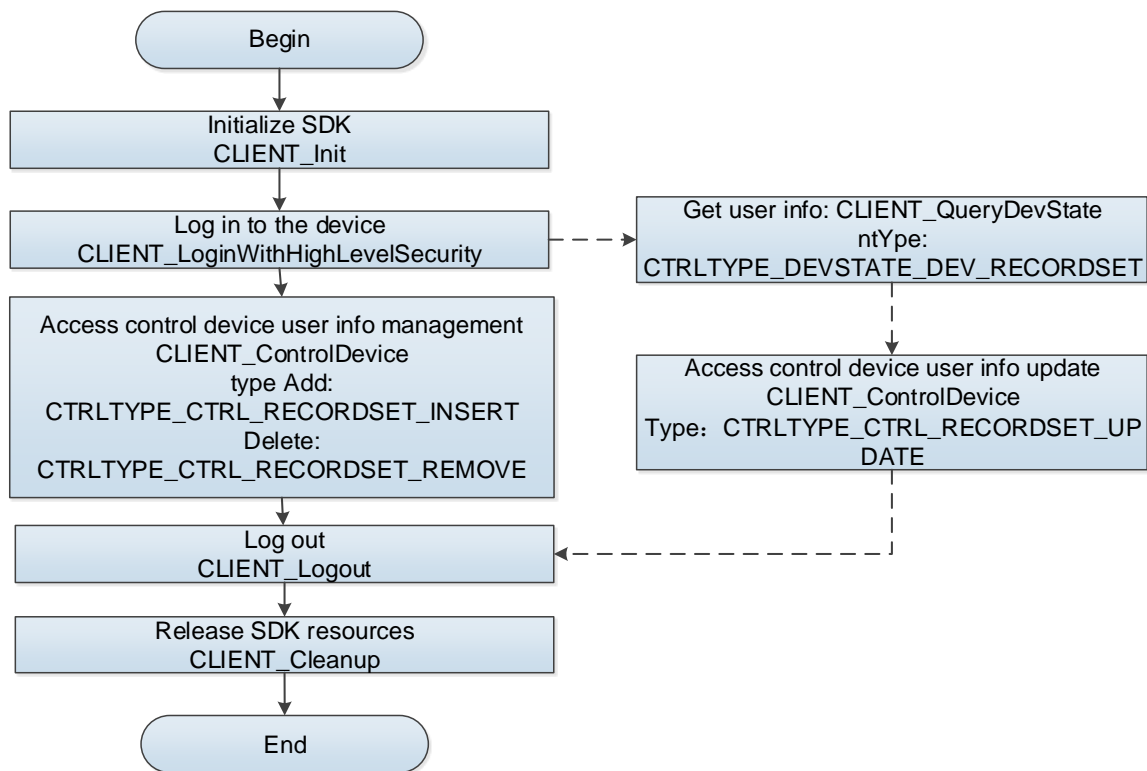 Begin
Initialize SDK
CLIENT_Init
Log in to the device
CLIENT_LoginWithHighLevelSecurity
Get user info: CLIENT_QueryDevState
ntYpe:
CTRLTYPE_DEVSTATE_DEV_RECORDSET
Access control device user info management
CLIENT_ControlDevice
type Add:
CTRLTYPE_CTRL_RECORDSET_INSERT
Delete:
CTRLTYPE_CTRL_RECORDSET_REMOVE
Access control device user info update
CLIENT_ControlDevice
Type：CTRLTYPE_CTRL_RECORDSET_UP
DATE
Log out
CLIENT_Logout
Release SDK resources
CLIENT_Cleanup
End